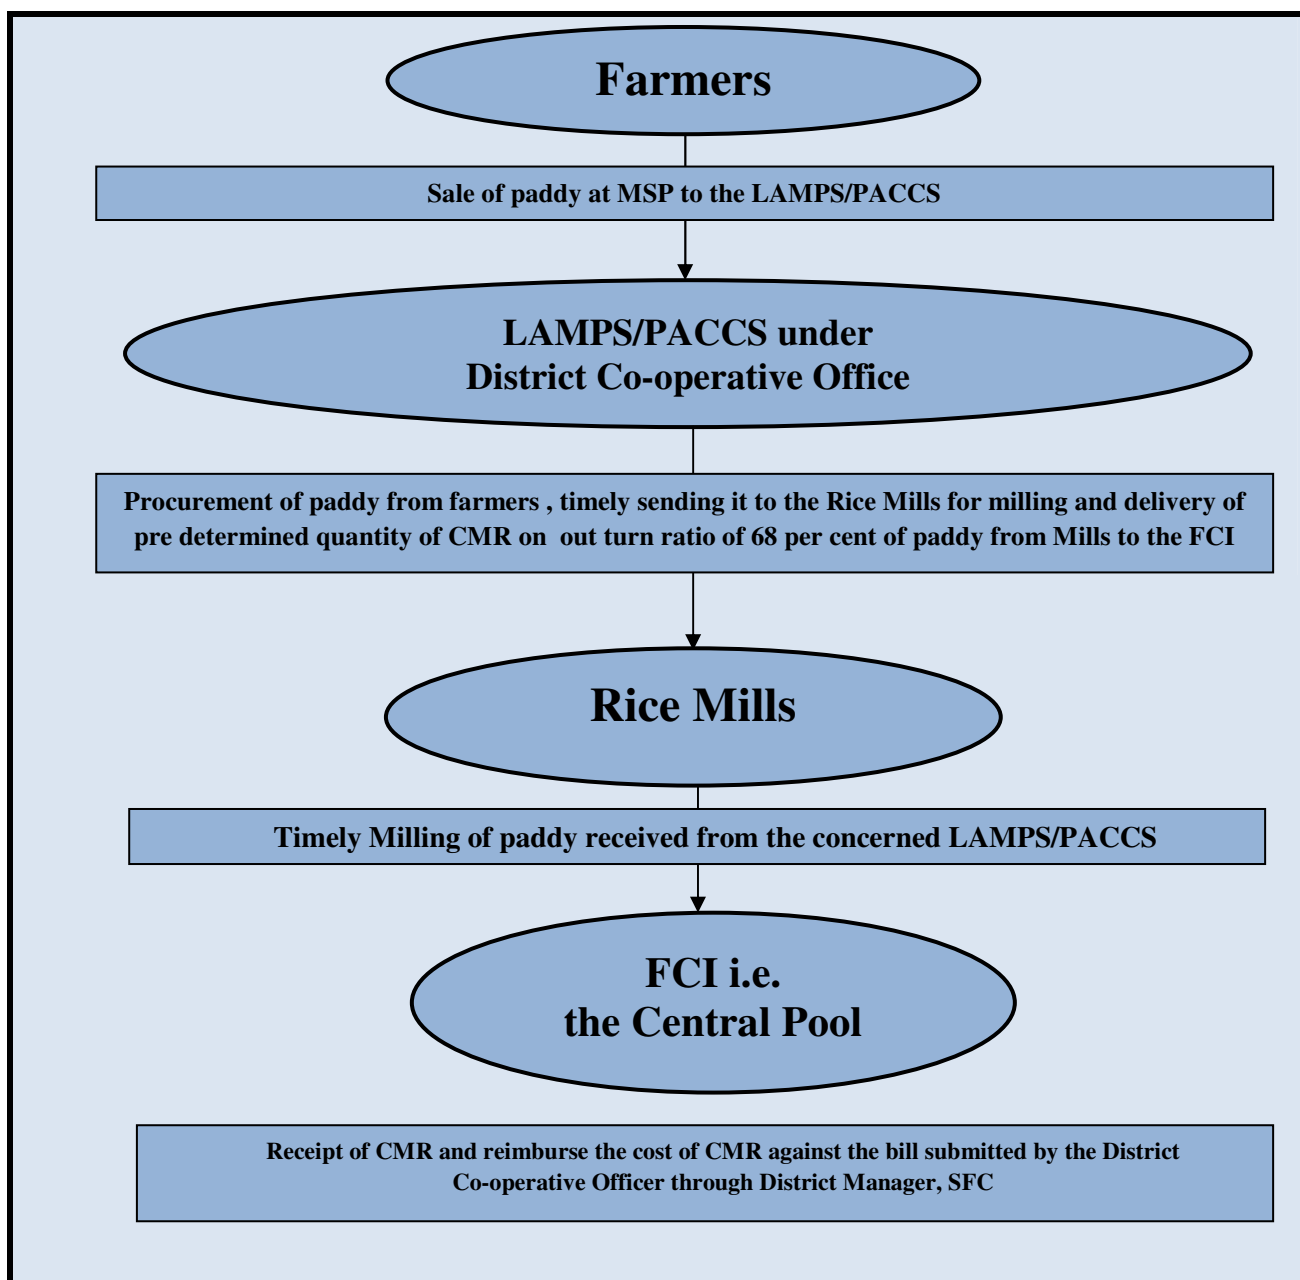 Farmers
Sale of paddy at MSP to the LAMPS/PACCS
LAMPS/PACCS under
District Co-operative Office
Procurement of paddy from farmers , timely sending it to the Rice Mills for milling and delivery of
pre determined quantity of CMR on out turn ratio of 68 per cent of paddy from Mills to the FCI
Rice Mills
Timely Milling of paddy received from the concerned LAMPS/PACCS
FCI i.e.
the Central Pool
Receipt of CMR and reimburse the cost of CMR against the bill submitted by the District
Co-operative Officer through District Manager, SFC